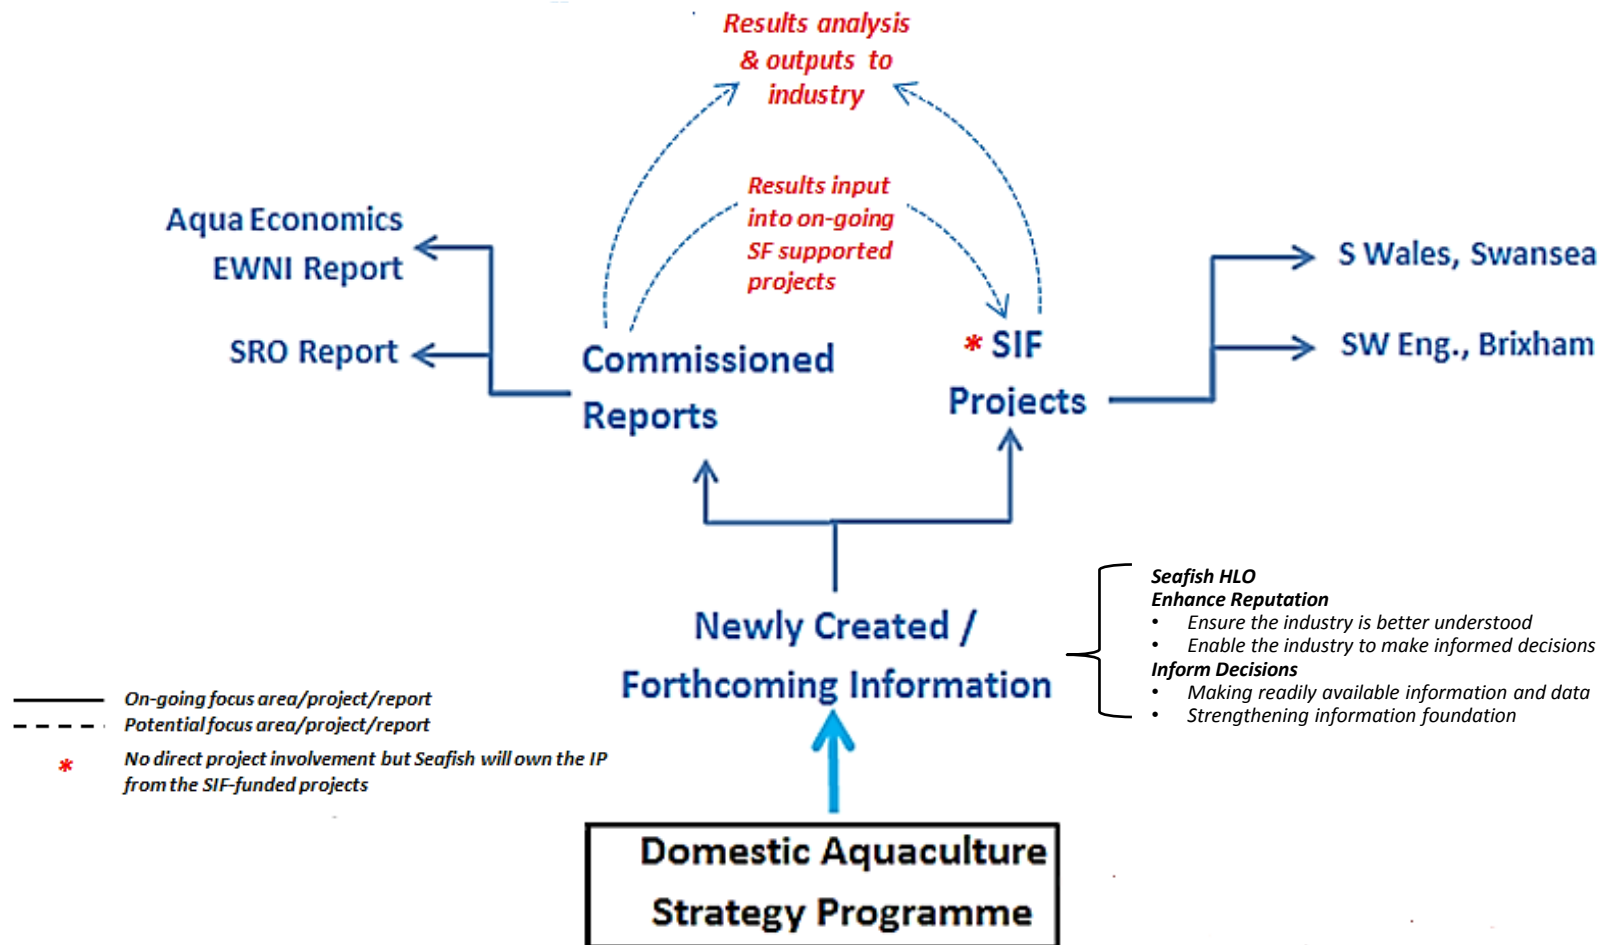 Results analysis
& outputs to
industry
Results input
into on-going
SF supported
projects
Aqua Economics
EWNI Report
SRO Report
Commissioned
Reports
* SIF
Projects
S Wales, Swansea
SW Eng., Brixham
Newly Created /
Forthcoming Information
Seafish HLO
Enhance Reputation
• Ensure the industry is better understood
• Enable the industry to make informed decisions
Inform Decisions
• Making readily available information and data
• Strengthening information foundation
On-going focus area/project/report
Potential focus area/project/report
* No direct project involvement but Seafish will own the IP
from the SIF-funded projects
Domestic Aquaculture
Strategy Programme